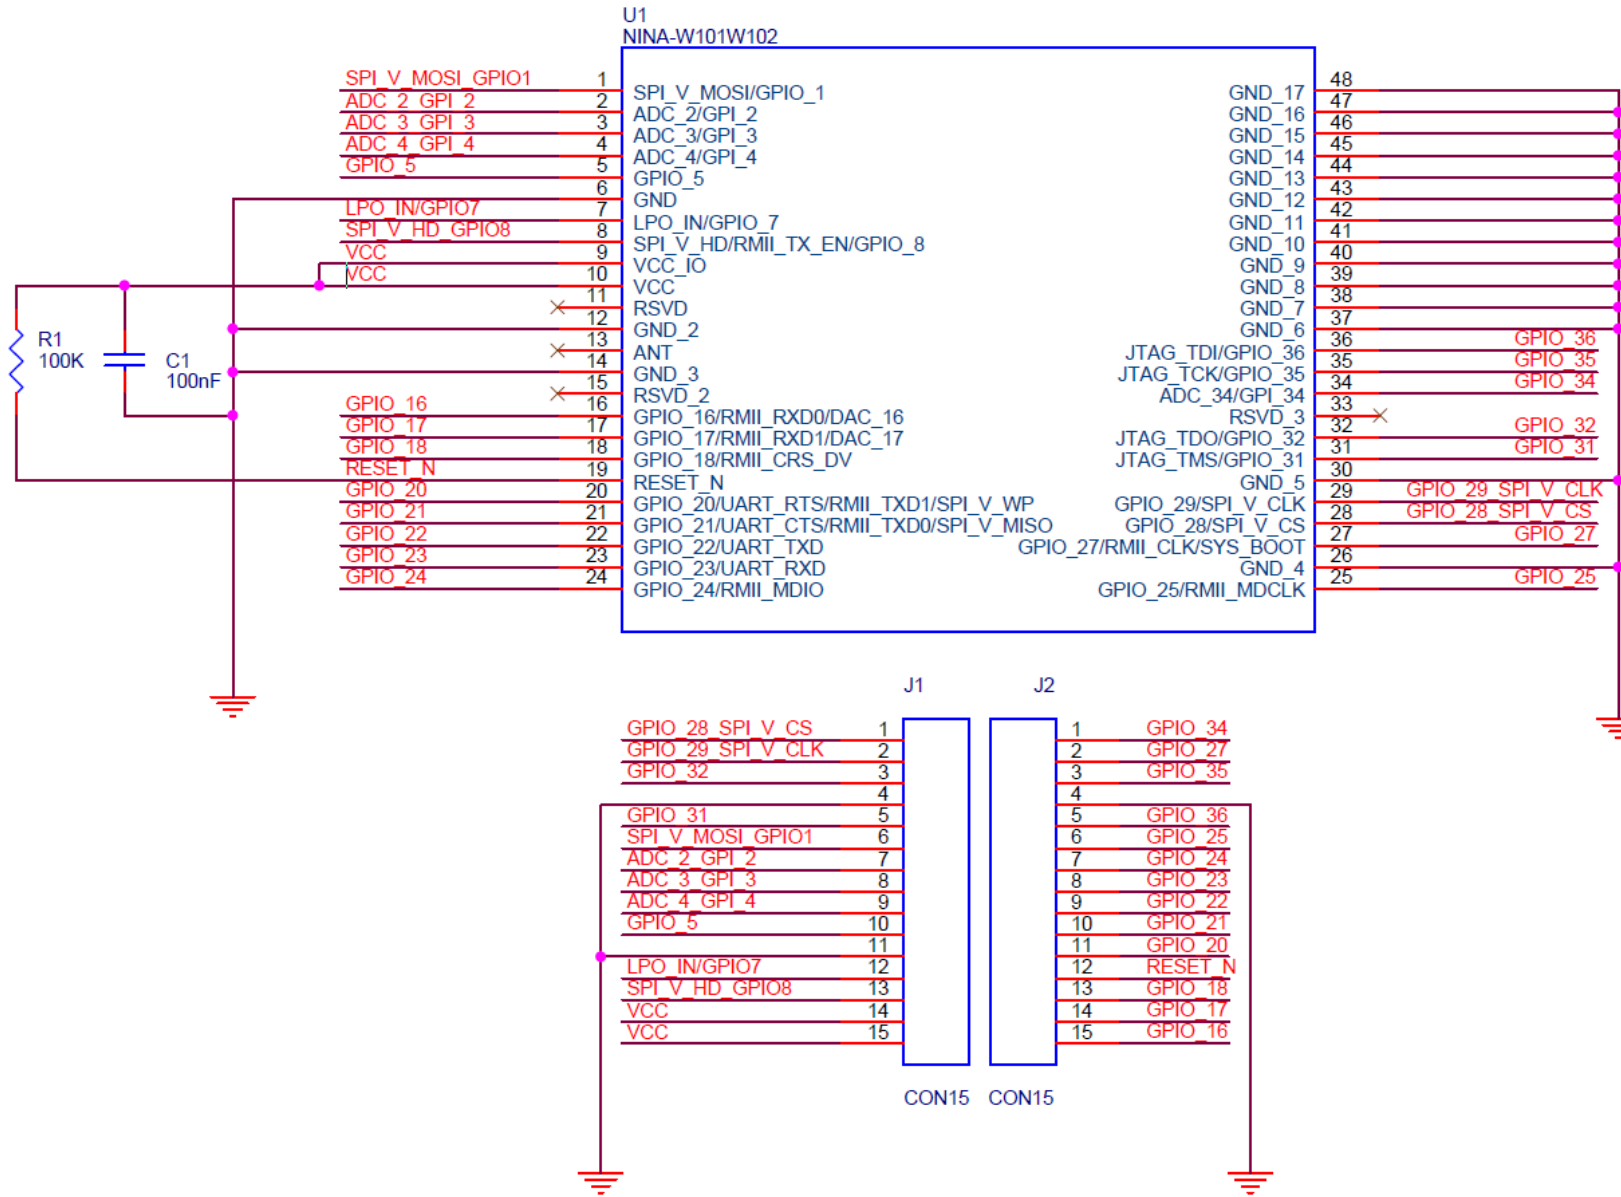 U1
NINA-W101W102
SPI_V_MOSI_GPIO1 1 SPI_V_MOSI/GPIO_1
ADC_2_GPI_2 2 ADC_2/GPI_2
ADC_3_GPI_3 3 ADC_3/GPI_3
ADC_4_GPI_4 4 ADC_4/GPI_4
GPIO_5 5 GPIO_5
6 GND
LPO_IN/GPIO7 7 LPO_IN/GPIO_7
SPI_V_HD_GPIO8 8 SPI_V_HD/RMII_TX_EN/GPIO_8
VCC 9 VCC_IO
VCC 10 VCC
11 RSVD
12 GND_2
13 ANT
14 GND_3
15 RSVD_2
GPIO_16 16 GPIO_16/RMII_RXD0/DAC_16
GPIO_17 17 GPIO_17/RMII_RXD1/DAC_17
GPIO_18 18 GPIO_18/RMII_CRS_DV
RESET_N 19 RESET_N
GPIO_20 20 GPIO_20/UART_RTS/RMII_TXD1/SPI_V_WP
GPIO_21 21 GPIO_21/UART_CTS/RMII_TXD0/SPI_V_MISO
GPIO_22 22 GPIO_22/UART_TXD
GPIO_23 23 GPIO_23/UART_RXD
GPIO_24 24 GPIO_24/RMII_MDIO
GND_17 48
GND_16 47
GND_15 46
GND_14 45
GND_13 44
GND_12 43
GND_11 42
GND_10 41
GND_9 40
GND_8 39
GND_7 38
GND_6 37
JTAG_TDI/GPIO_36 36 GPIO_36
JTAG_TCK/GPIO_35 35 GPIO_35
ADC_34/GPI_34 34 GPIO_34
RSVD_3 33
JTAG_TDO/GPIO_32 32 GPIO_32
JTAG_TMS/GPIO_31 31 GPIO_31
GND_5 30
GPIO_29/SPI_V_CLK 29 GPIO_29_SPI_V_CLK
GPIO_28/SPI_V_CS 28 GPIO_28_SPI_V_CS
GPIO_27/RMII_CLK/SYS_BOOT 27 GPIO_27
GND_4 26
GPIO_25/RMII_MDCLK 25 GPIO_25
R1
100K
C1
100nF
J1
GPIO_28_SPI_V_CS 1
GPIO_29_SPI_V_CLK 2
GPIO_32 3
4
GPIO_31 5
SPI_V_MOSI_GPIO1 6
ADC_2_GPI_2 7
ADC_3_GPI_3 8
ADC_4_GPI_4 9
GPIO_5 10
11
LPO_IN/GPIO7 12
SPI_V_HD_GPIO8 13
VCC 14
VCC 15
CON15
J2
1 GPIO_34
2 GPIO_27
3 GPIO_35
4
5 GPIO_36
6 GPIO_25
7 GPIO_24
8 GPIO_23
9 GPIO_22
10 GPIO_21
11 GPIO_20
12 RESET_N
13 GPIO_18
14 GPIO_17
15 GPIO_16
CON15